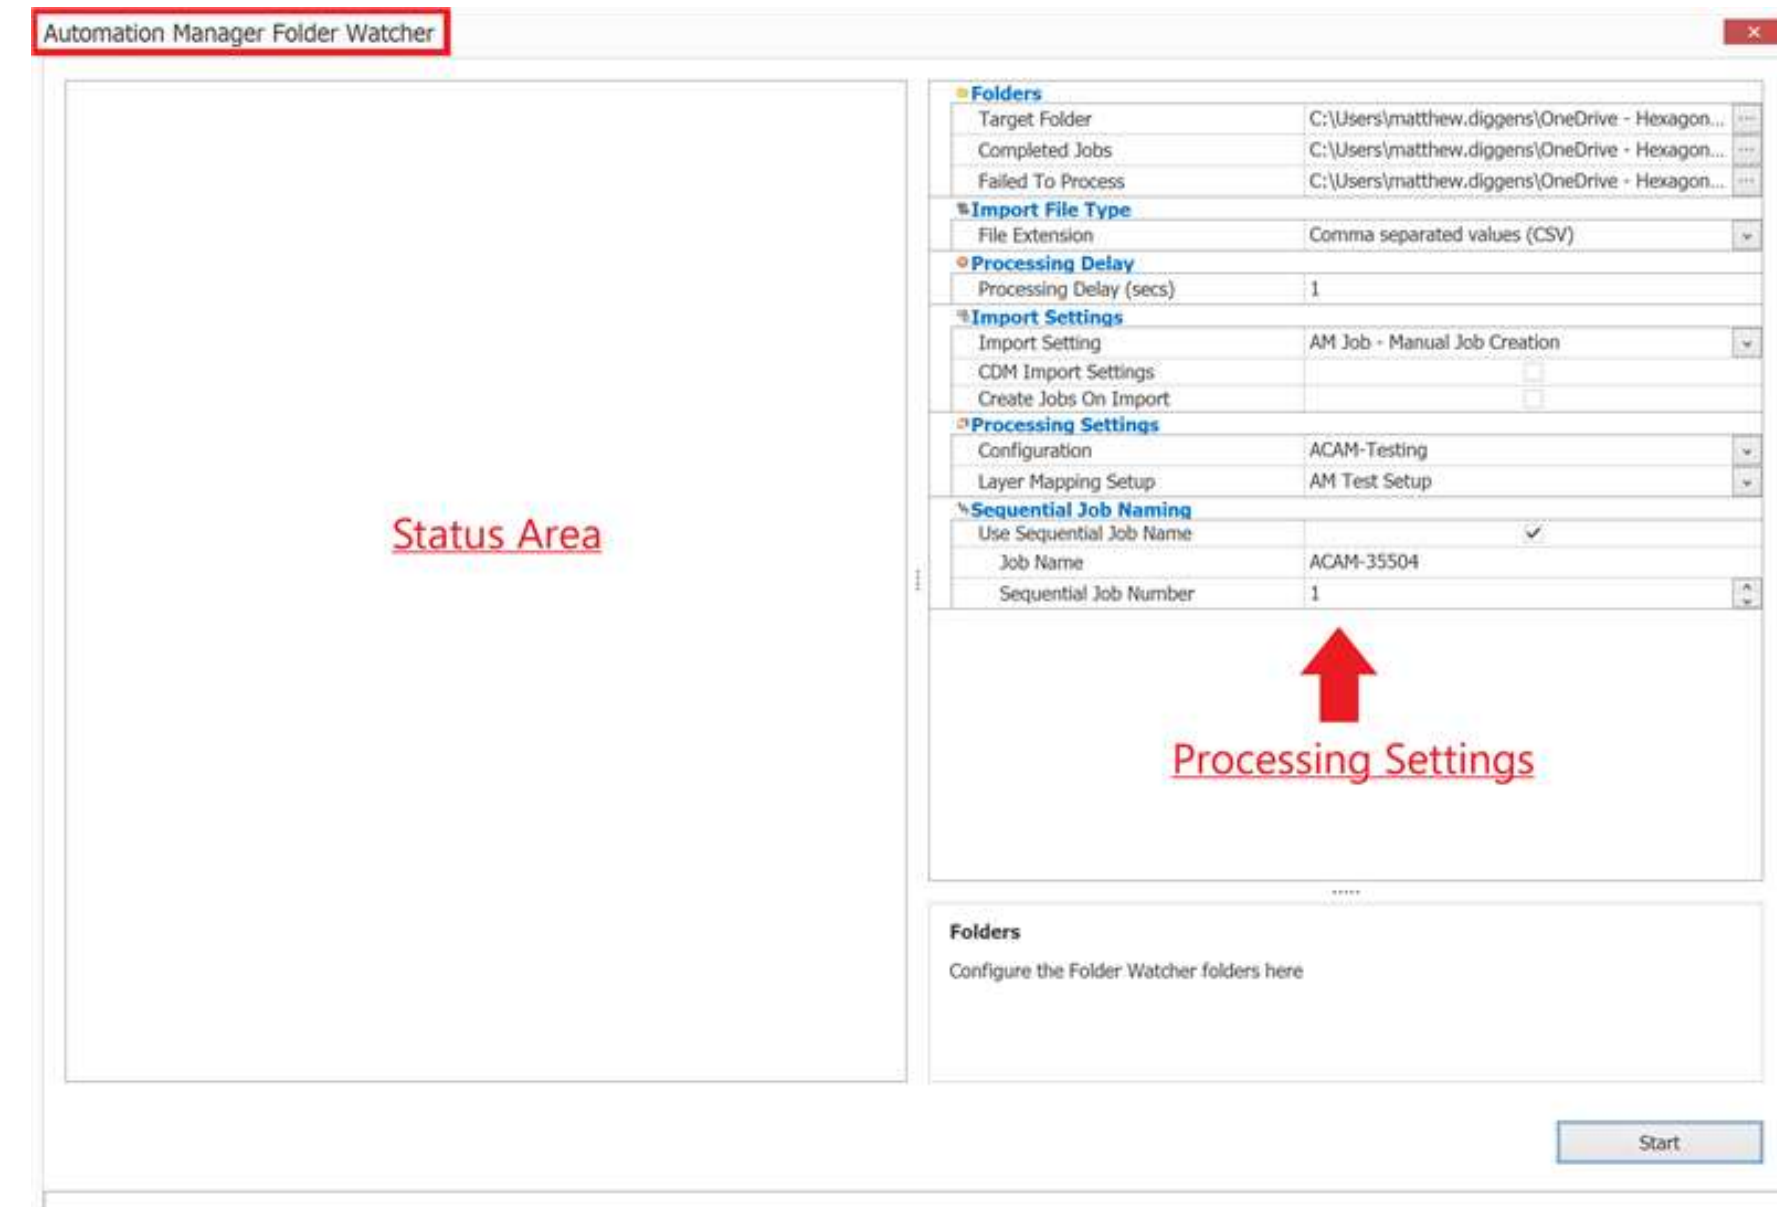 Automation Manager Folder Watcher
Status Area
Folders
Target Folder C:\Users\matthew.diggens\OneDrive - Hexagon...
Completed Jobs C:\Users\matthew.diggens\OneDrive - Hexagon...
Failed To Process C:\Users\matthew.diggens\OneDrive - Hexagon...
Import File Type
File Extension Comma separated values (CSV)
Processing Delay
Processing Delay (secs) 1
Import Settings
Import Setting AM Job - Manual Job Creation
CDM Import Settings
Create Jobs On Import
Processing Settings
Configuration ACAM-Testing
Layer Mapping Setup AM Test Setup
Sequential Job Naming
Use Sequential Job Name
Job Name ACAM-35504
Sequential Job Number 1
Processing Settings
Folders
Configure the Folder Watcher folders here
Start